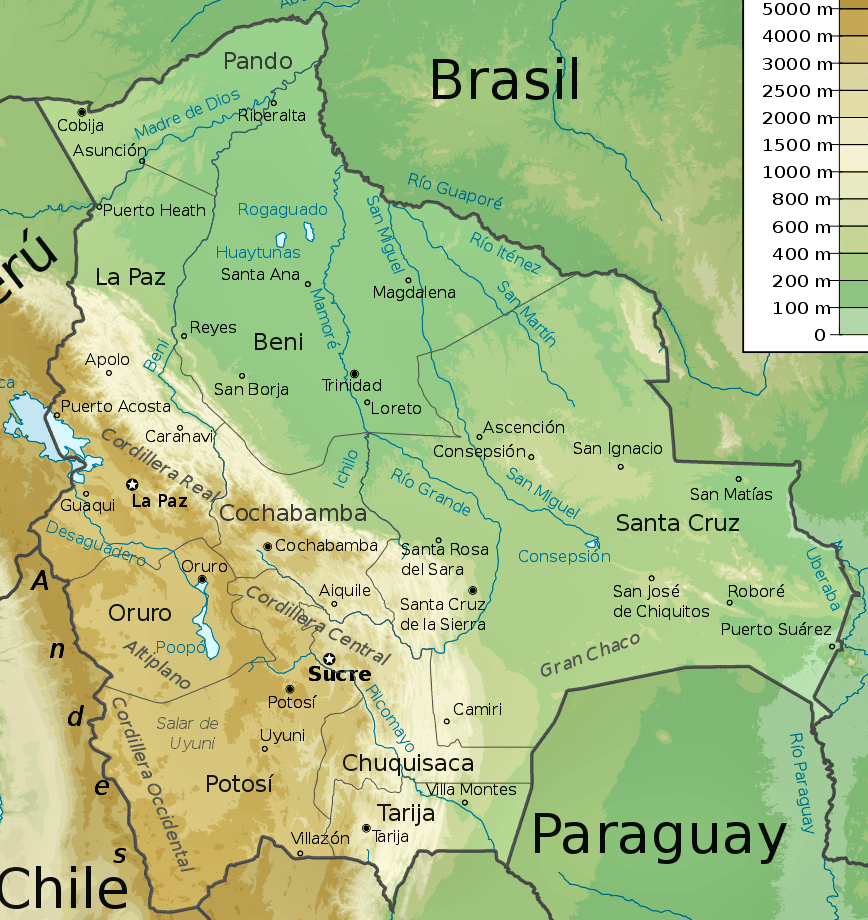 5000 m
4000 m
3000 m
2500 m
2000 m
1500 m
1000 m
800 m
600 m
400 m
200 m
100 m
0
Pando
Brasil
Madre de Dios
Cobija
Riberalta
Asunción
Río Guaporé
Puerto Heath
Rogaguado
San Miguel
Río Iténez
Huaytunas
La Paz
Santa Ana
Magdalena
San Martín
Mamoré
Reyes
Beni
Beni
Apolo
San Borja
Trinidad
Loreto
Puerto Acosta
Caranavi
Ascención
Consepsión
San Ignacio
Cordillera Real
Ichilo
Río Grande
San Miguel
La Paz
Guaqui
San Matías
Cochabamba
Santa Cruz
Desaguadero
Cochabamba
Santa Rosa
del Sara
Consepsión
Uberaba
A
n
d
e
s
Oruro
Aiquile
Santa Cruz
de la Sierra
San José
de Chiquitos
Roboré
Oruro
Cordillera Central
Puerto Suárez
Poopó
Altiplano
Gran Chaco
Sucre
Potosí
Pilcomayo
Camiri
Salar de
Uyuni
Uyuni
Cordillera Occidental
Río Paraguay
Chuquisaca
Potosí
Villa Montes
Tarija
Tarija
Villazón
Paraguay
Chile